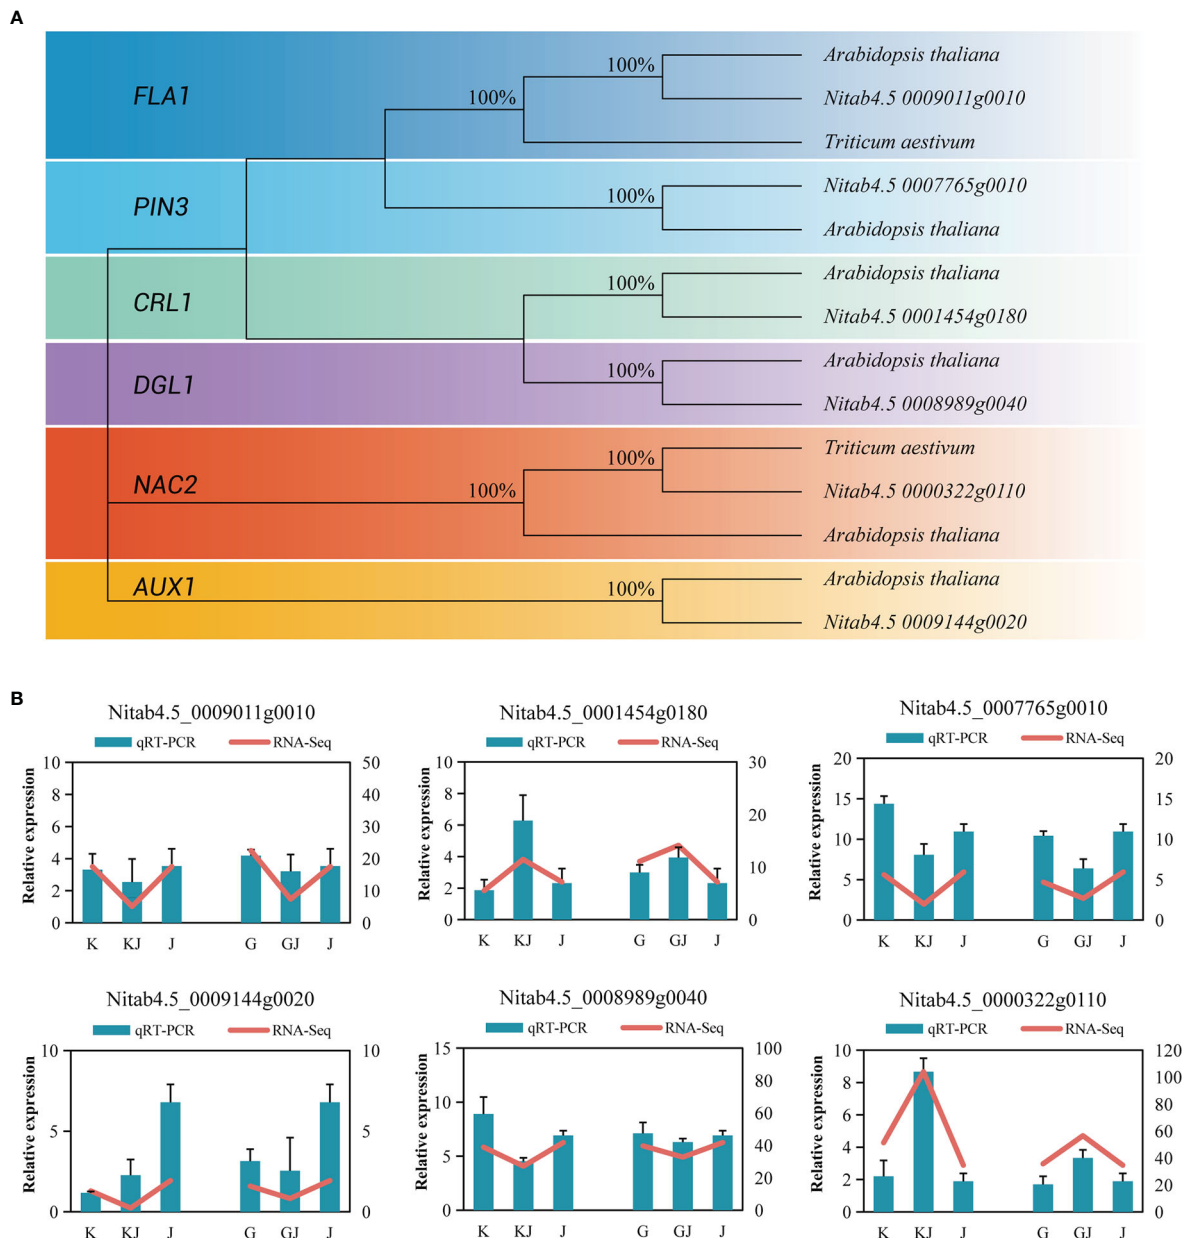 A
FLA1
100%
100%
Arabidopsis thaliana
Nitab4.5 0009011g0010
Triticum aestivum
PIN3
100%
Nitab4.5 0007765g0010
Arabidopsis thaliana
CRL1
100%
Arabidopsis thaliana
Nitab4.5 0001454g0180
DGL1
100%
Arabidopsis thaliana
Nitab4.5 0008989g0040
NAC2
100%
100%
Triticum aestivum
Nitab4.5 0000322g0110
Arabidopsis thaliana
AUX1
100%
Arabidopsis thaliana
Nitab4.5 0009144g0020
B
Nitab4.5_0009011g0010
qRT-PCR RNA-Seq
Relative expression
10
8
6
4
2
0
50
40
30
20
10
0
K KJ J G GJ J
Nitab4.5_0001454g0180
qRT-PCR RNA-Seq
Relative expression
10
8
6
4
2
0
30
20
10
0
K KJ J G GJ J
Nitab4.5_0007765g0010
qRT-PCR RNA-Seq
Relative expression
20
15
10
5
0
20
15
10
5
0
K KJ J G GJ J
Nitab4.5_0009144g0020
qRT-PCR RNA-Seq
Relative expression
10
5
0
10
8
6
4
2
0
K KJ J G GJ J
Nitab4.5_0008989g0040
qRT-PCR RNA-Seq
Relative expression
15
10
5
0
100
80
60
40
20
0
K KJ J G GJ J
Nitab4.5_0000322g0110
qRT-PCR RNA-Seq
Relative expression
10
8
6
4
2
0
120
100
80
60
40
20
0
K KJ J G GJ J